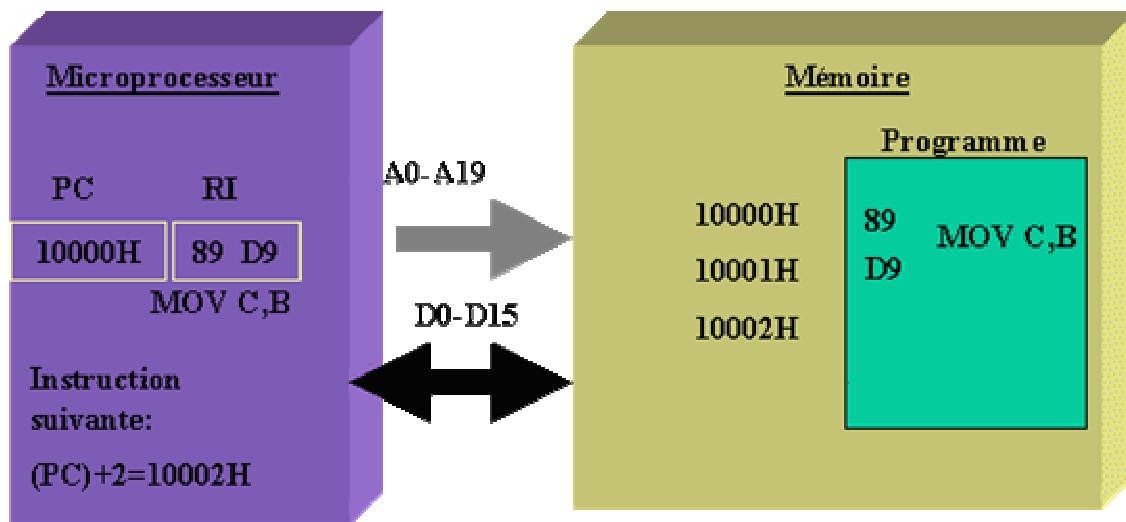 Microprocesseur
PC RI
10000H 89 D9
MOV C,B
Instruction
suivante:
(PC)+2=10002H
A0-A19
D0-D15
Mémoire
Programme
10000H 89
MOV C,B
10001H D9
10002H